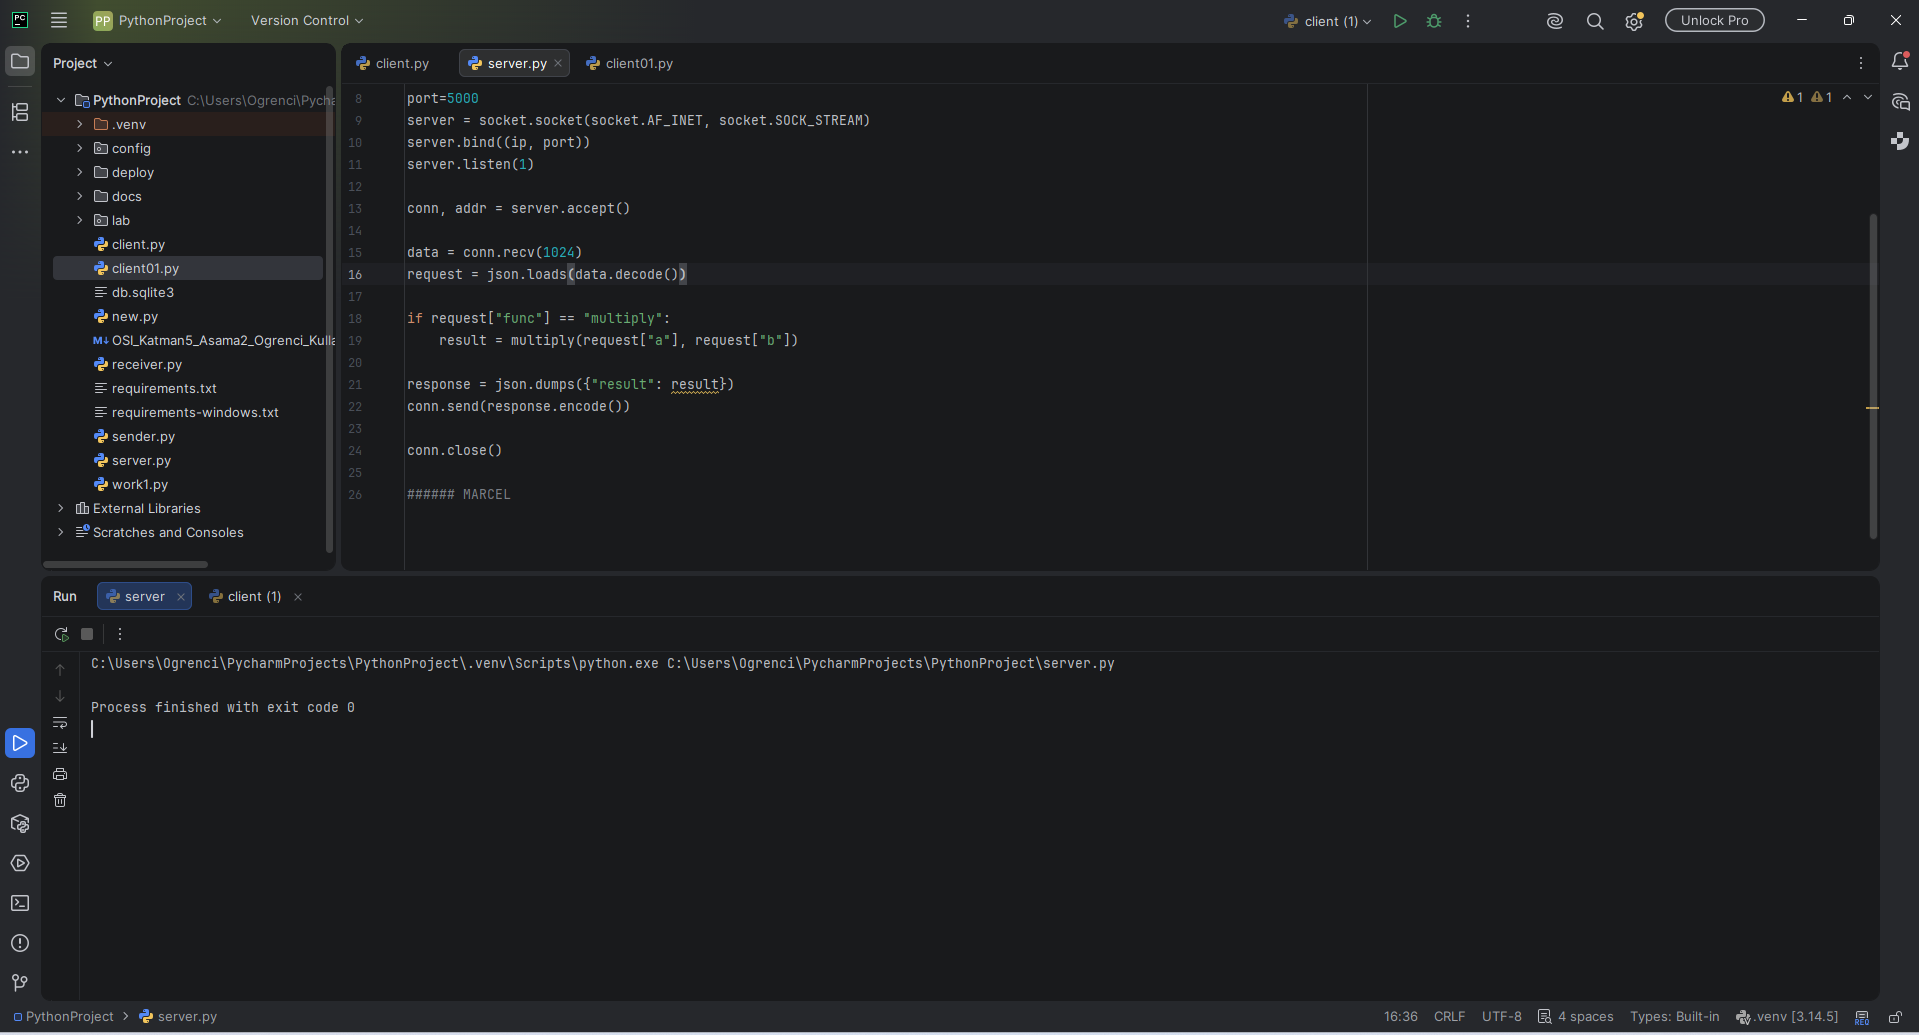 PC
PP PythonProject
Version Control
client (1)
Unlock Pro
Project
PythonProject C:\Users\Ogrenci\Pycha
.venv
config
deploy
docs
lab
client.py
client01.py
db.sqlite3
new.py
M↓ OSI_Katman5_Asama2_Ogrenci_Kulla
receiver.py
requirements.txt
requirements-windows.txt
sender.py
server.py
work1.py
External Libraries
Scratches and Consoles
client.py
server.py
client01.py
1 1
8 port=5000
9 server = socket.socket(socket.AF_INET, socket.SOCK_STREAM)
10 server.bind((ip, port))
11 server.listen(1)
12
13 conn, addr = server.accept()
14
15 data = conn.recv(1024)
16 request = json.loads(data.decode())
17
18 if request["func"] == "multiply":
19 result = multiply(request["a"], request["b"])
20
21 response = json.dumps({"result": result})
22 conn.send(response.encode())
23
24 conn.close()
25
26 ###### MARCEL
Run
server
client (1)
C:\Users\Ogrenci\PycharmProjects\PythonProject\.venv\Scripts\python.exe C:\Users\Ogrenci\PycharmProjects\PythonProject\server.py
Process finished with exit code 0
PythonProject
server.py
16:36
CRLF
UTF-8
4 spaces
Types: Built-in
.venv [3.14.5]
REQ